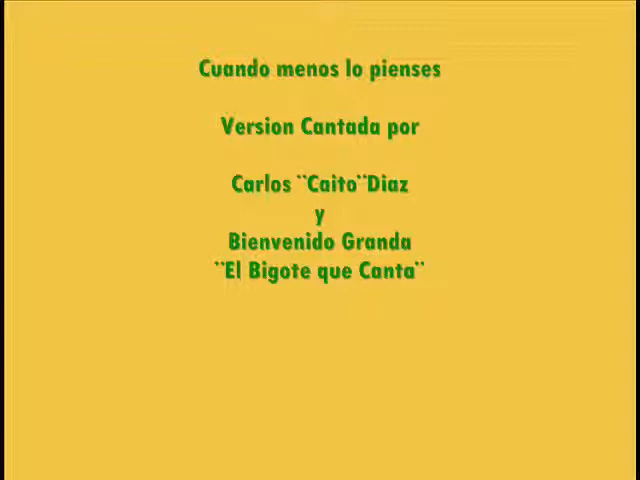 Cuando menos lo pienses
Version Cantada por
Carlos ¨Caito¨Diaz
y
Bienvenido Granda
¨El Bigote que Canta¨